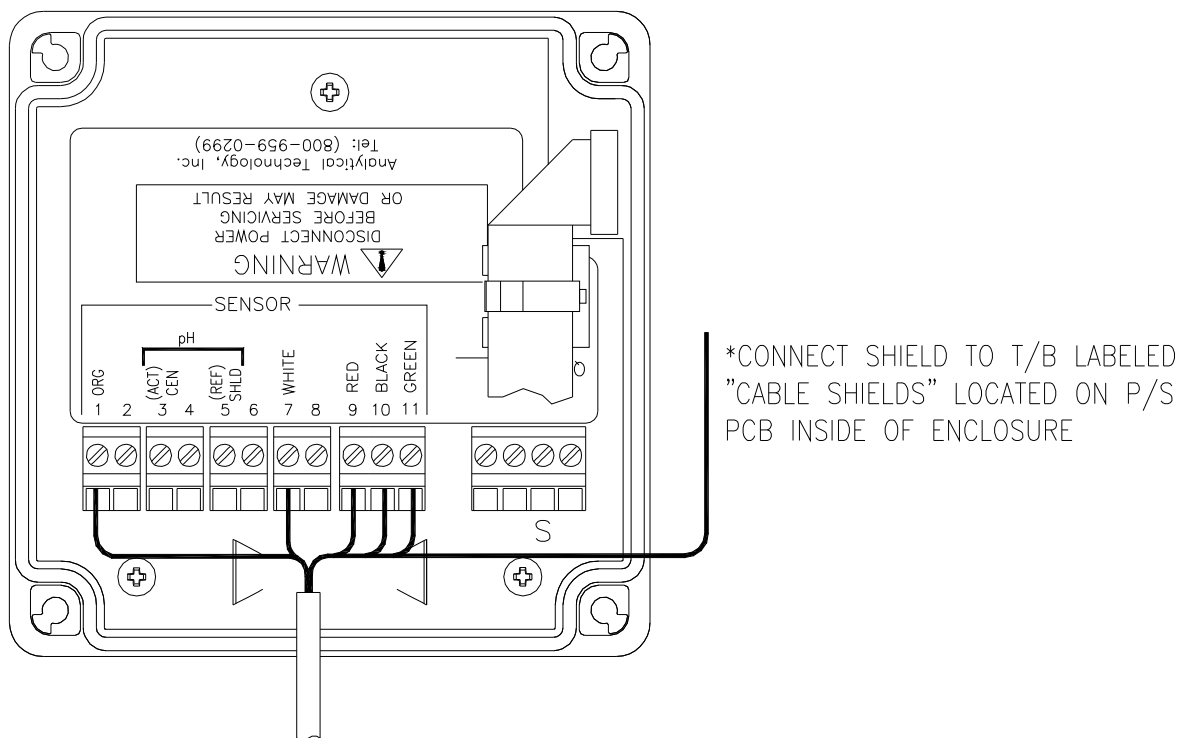 Analytical Technology, Inc.
Tel: (800-959-0299)
WARNING
DISCONNECT POWER
BEFORE SERVICING
OR DAMAGE MAY RESULT
SENSOR
pH
ORG
(ACT)
CEN
(REF)
SHLD
WHITE
RED
BLACK
GREEN
1 2 3 4 5 6 7 8 9 10 11
O
S
*CONNECT SHIELD TO T/B LABELED
"CABLE SHIELDS" LOCATED ON P/S
PCB INSIDE OF ENCLOSURE